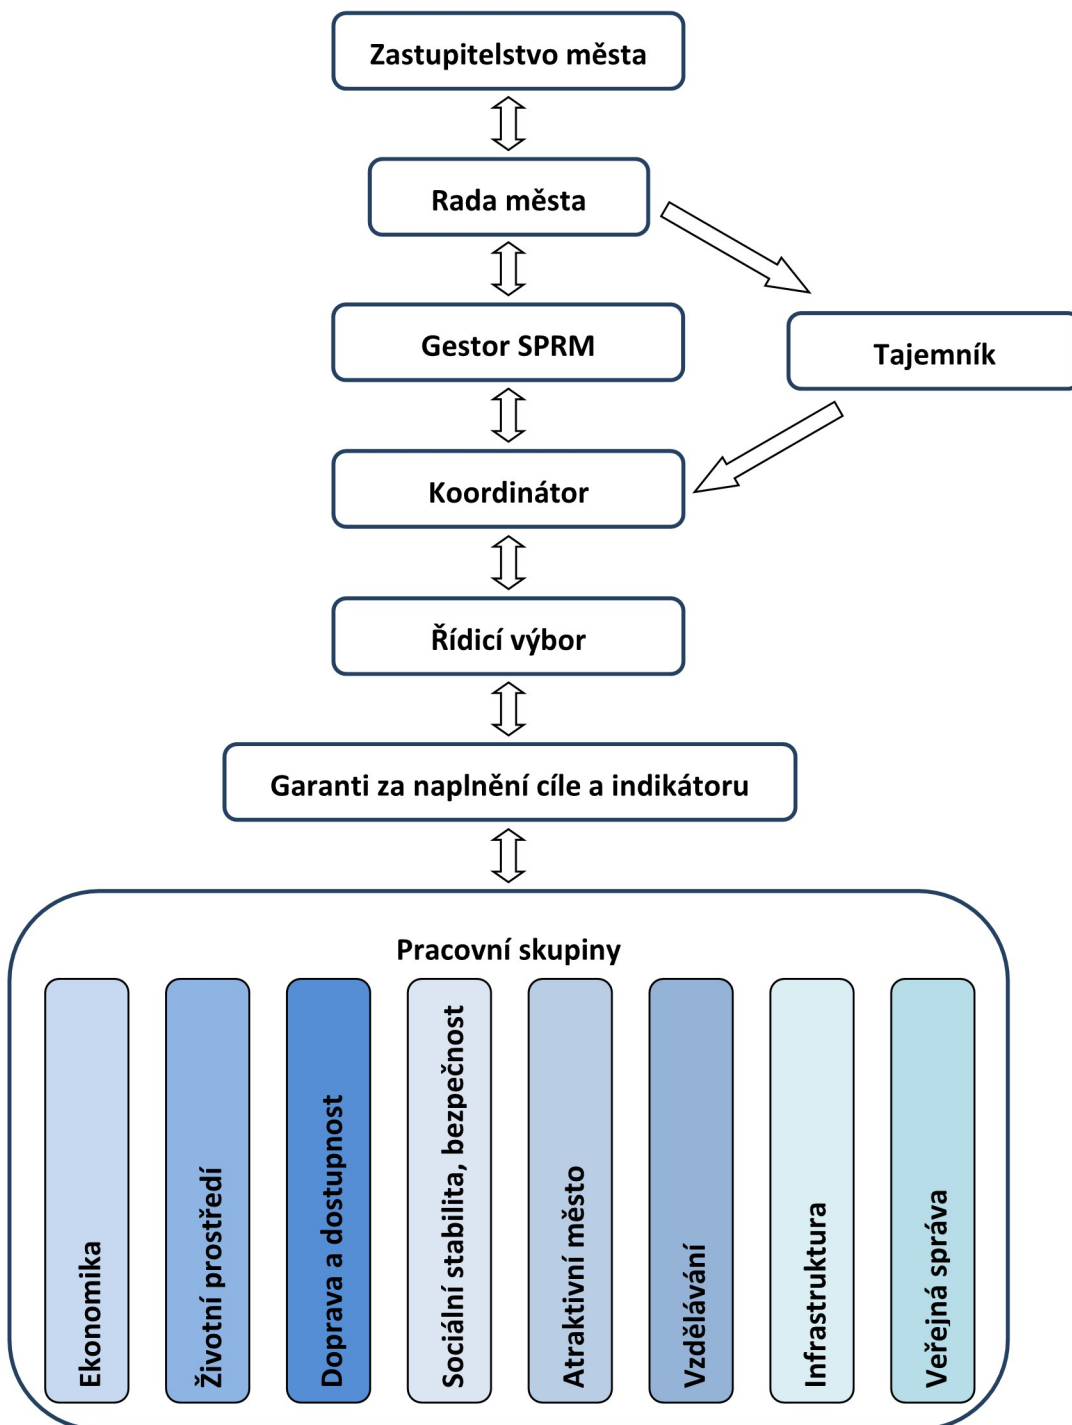 Zastupitelstvo města
Rada města
Gestor SPRM
Tajemník
Koordinátor
Řídicí výbor
Garanti za naplnění cíle a indikátoru
Pracovní skupiny
Ekonomika
Životní prostředí
Doprava a dostupnost
Sociální stabilita, bezpečnost
Atraktivní město
Vzdělávání
Infrastruktura
Veřejná správa